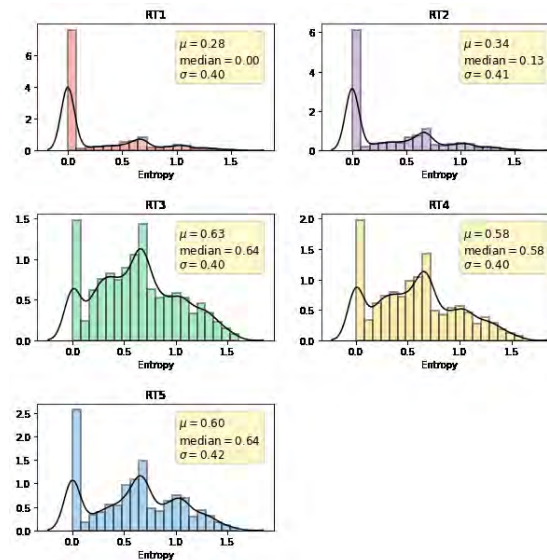 RT1
μ = 0.28
median = 0.00
σ = 0.40
6
4
2
0
0.0 0.5 1.0 1.5
Entropy
RT2
μ = 0.34
median = 0.13
σ = 0.41
6
4
2
0
0.0 0.5 1.0 1.5
Entropy
RT3
μ = 0.63
median = 0.64
σ = 0.40
1.5
1.0
0.5
0.0
0.0 0.5 1.0 1.5
Entropy
RT4
μ = 0.58
median = 0.58
σ = 0.40
2.0
1.5
1.0
0.5
0.0
0.0 0.5 1.0 1.5
Entropy
RT5
μ = 0.60
median = 0.64
σ = 0.42
2.5
2.0
1.5
1.0
0.5
0.0
0.0 0.5 1.0 1.5
Entropy